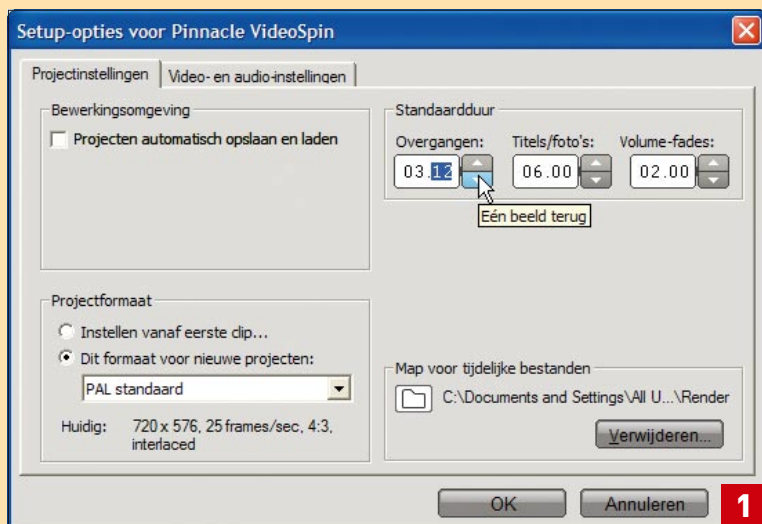 Setup-opties voor Pinnacle VideoSpin
Projectinstellingen
Video- en audio-instellingen
Bewerkingsomgeving
Projecten automatisch opslaan en laden
Standaardduur
Overgangen:
Titels/foto's:
Volume-fades:
03.12
06.00
02.00
Eén beeld terug
Projectformaat
Instellen vanaf eerste clip...
Dit formaat voor nieuwe projecten:
PAL standaard
Huidig:
720 x 576, 25 frames/sec, 4:3,
interlaced
Map voor tijdelijke bestanden
C:\Documents and Settings\All U...\Render
Verwijderen...
OK
Annuleren
1